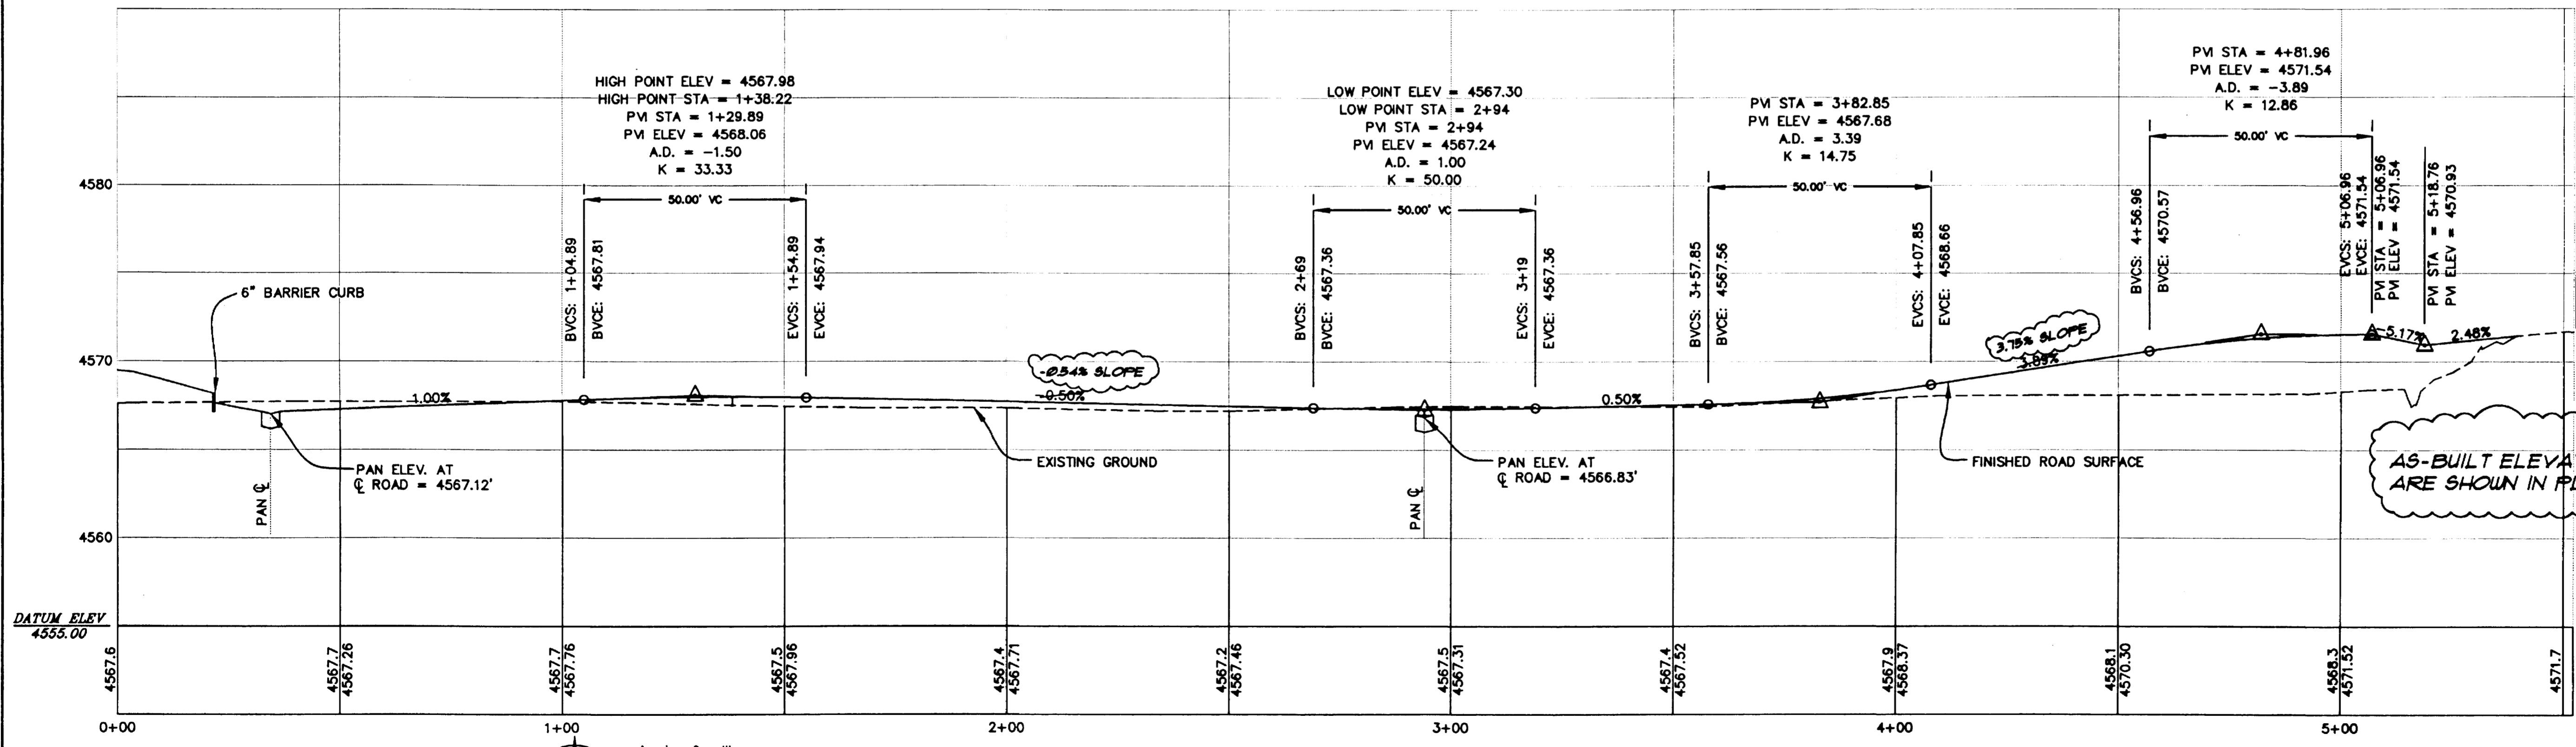 HIGH POINT ELEV = 4567.98
HIGH POINT STA = 1+38.22
PVI STA = 1+29.89
PVI ELEV = 4568.06
A.D. = -1.50
K = 33.33
50.00' VC
BVCS: 1+04.89
BVCE: 4567.81
EVCS: 1+54.89
EVCE: 4567.94
LOW POINT ELEV = 4567.30
LOW POINT STA = 2+94
PVI STA = 2+94
PVI ELEV = 4567.24
A.D. = 1.00
K = 50.00
50.00' VC
BVCS: 2+69
BVCE: 4567.36
EVCS: 3+19
EVCE: 4567.36
PVI STA = 3+82.85
PVI ELEV = 4567.68
A.D. = 3.39
K = 14.75
50.00' VC
BVCS: 3+57.85
BVCE: 4567.56
EVCS: 4+07.85
EVCE: 4568.66
PVI STA = 4+81.96
PVI ELEV = 4571.54
A.D. = -3.89
K = 12.86
50.00' VC
BVCS: 4+56.96
BVCE: 4570.57
EVCS: 5+06.96
EVCE: 4571.54
PVI STA = 5+06.96
PVI ELEV = 4571.54
PVI STA = 5+18.76
PVI ELEV = 4570.93
4580
4570
4560
6" BARRIER CURB
1.00%
-0.54% SLOPE
-0.50%
0.50%
3.75% SLOPE
3.89%
-5.17%
2.48%
PAN ELEV. AT
℄ ROAD = 4567.12'
PAN ℄
EXISTING GROUND
PAN ELEV. AT
℄ ROAD = 4566.83'
PAN ℄
FINISHED ROAD SURFACE
AS-BUILT ELEVA
ARE SHOWN IN
DATUM ELEV
4555.00
4567.6
4567.7
4567.26
4567.7
4567.76
4567.5
4567.96
4567.4
4567.71
4567.2
4567.46
4567.5
4567.31
4567.4
4567.52
4567.9
4568.37
4568.1
4570.30
4568.3
4571.52
4571.7
0+00
1+00
2+00
3+00
4+00
5+00